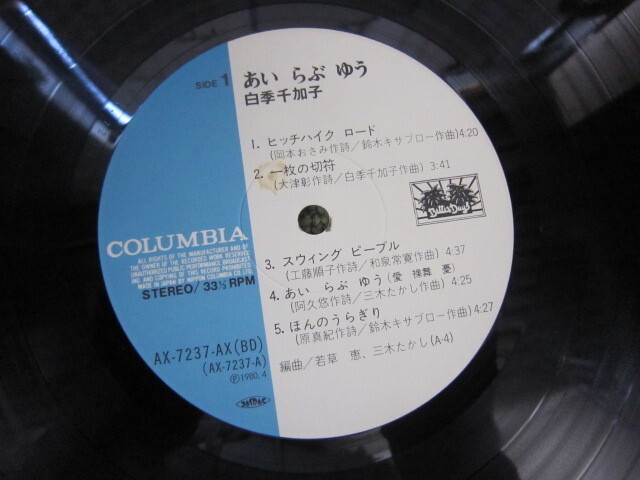 SIDE 1
あい らぶ ゆう
白季千加子
1. ヒッチハイク ロード
(岡本おさみ作詩/鈴木キサブロー作曲) 4:20
2. 一枚の切符
(大津彰作詩/白季千加子作曲) 3:41
3. スウィング ピープル
(工藤順子作詩/和泉常寛作曲) 4:37
4. あい らぶ ゆう (愛 裸舞 憂)
(阿久悠作詩/三木たかし作曲) 4:25
5. ほんのうらぎり
(原真紀作詩/鈴木キサブロー作曲) 4:27
編曲/若草 恵、三木たかし(A-4)
COLUMBIA
ALL RIGHTS OF THE MANUFACTURER AND OF
THE OWNER OF THE RECORDED WORK RESERVED
UNAUTHORIZED PUBLIC PERFORMANCE BROADCAST-
ING AND COPYING OF THIS RECORD PROHIBITED.
MADE IN JAPAN BY NIPPON COLUMBIA CO. LTD.
STEREO/33⅓ RPM
AX-7237-AX(BD)
(AX-7237-A)
Ⓟ1980.4